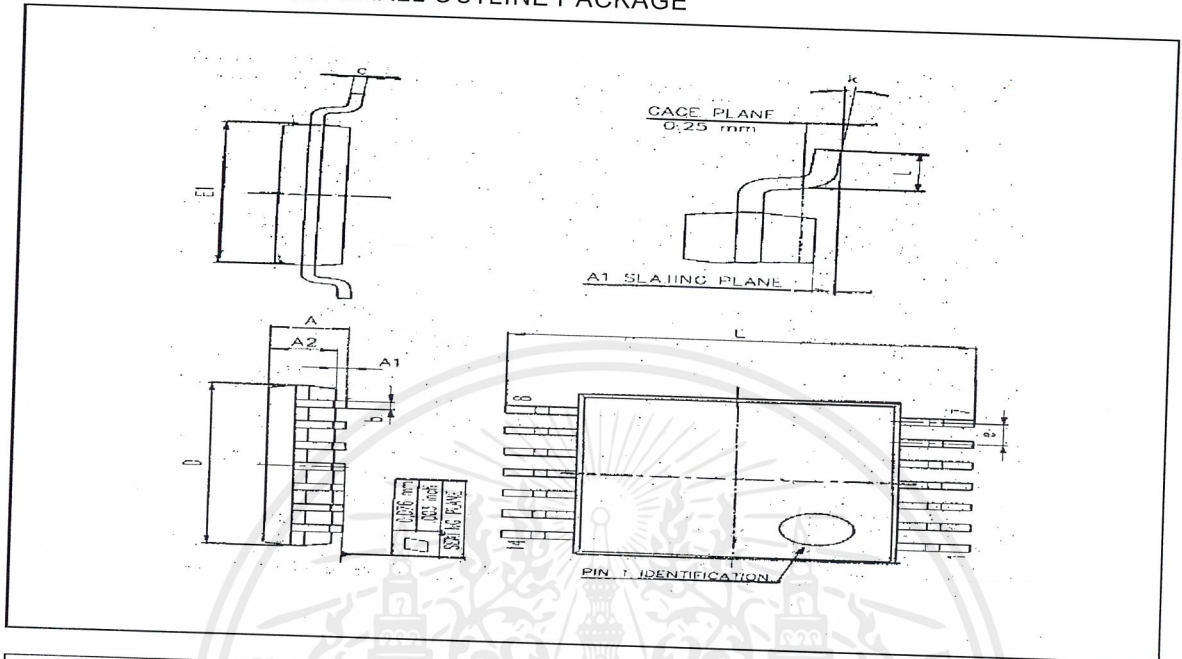 OUTLINE PACKAGE
c
k
GAGE PLANE
0.25 mm
E1
L
A1 SEATING PLANE
A
A2
A1
b
D
0.076 mm
.003 inch
SEATING PLANE
L
8
7
e
14
PIN 1 IDENTIFICATION